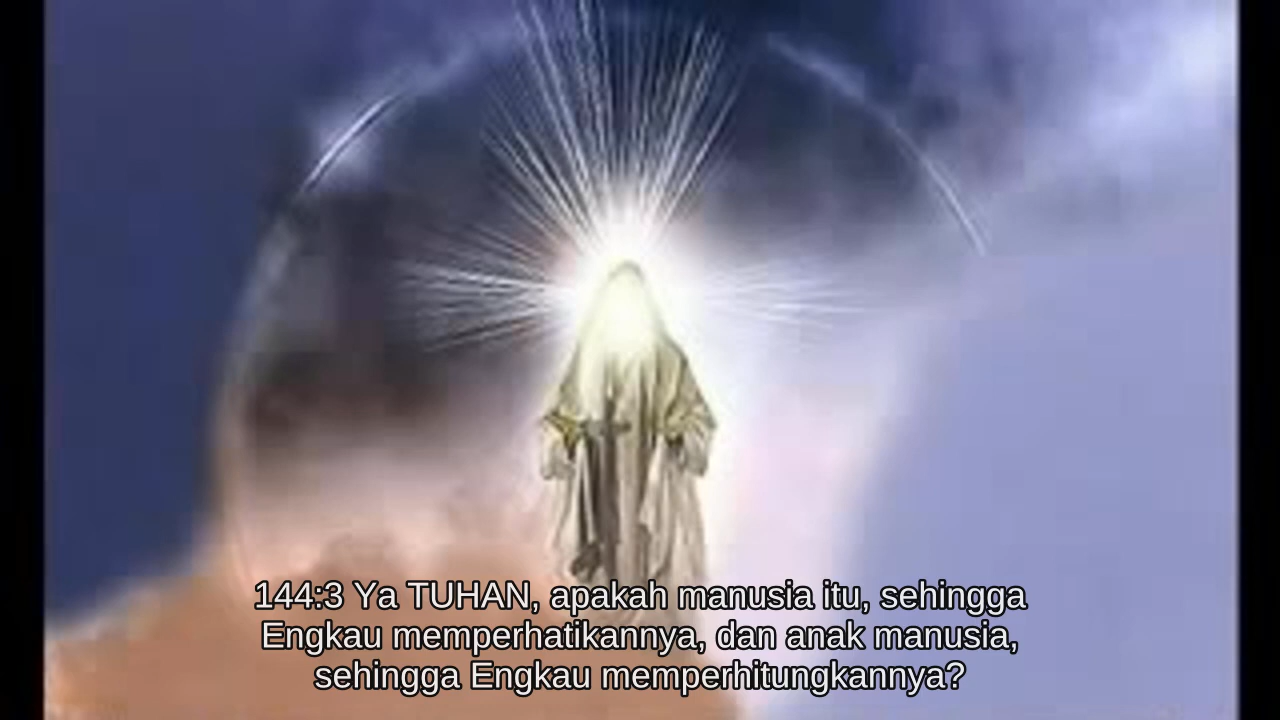 144:3 Ya TUHAN, apakah manusia itu, sehingga
Engkau memperhatikannya, dan anak manusia,
sehingga Engkau memperhitungkannya?